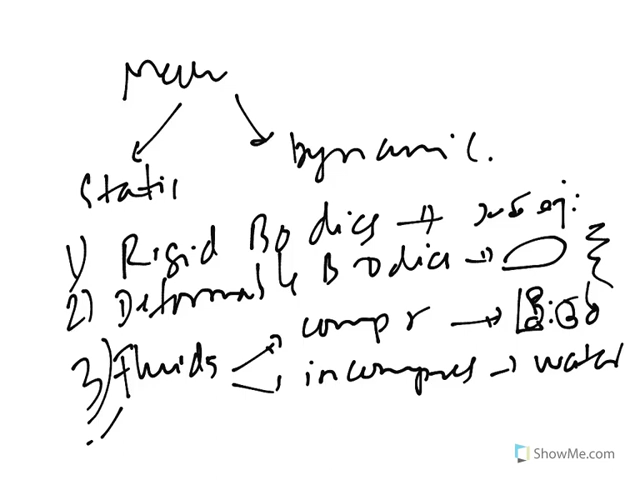 Mech
Static Dynamic.
1) Rigid Bodies →
2) Deformable Bodies →
3) Fluids → compr →
→ incompres → water
ShowMe.com